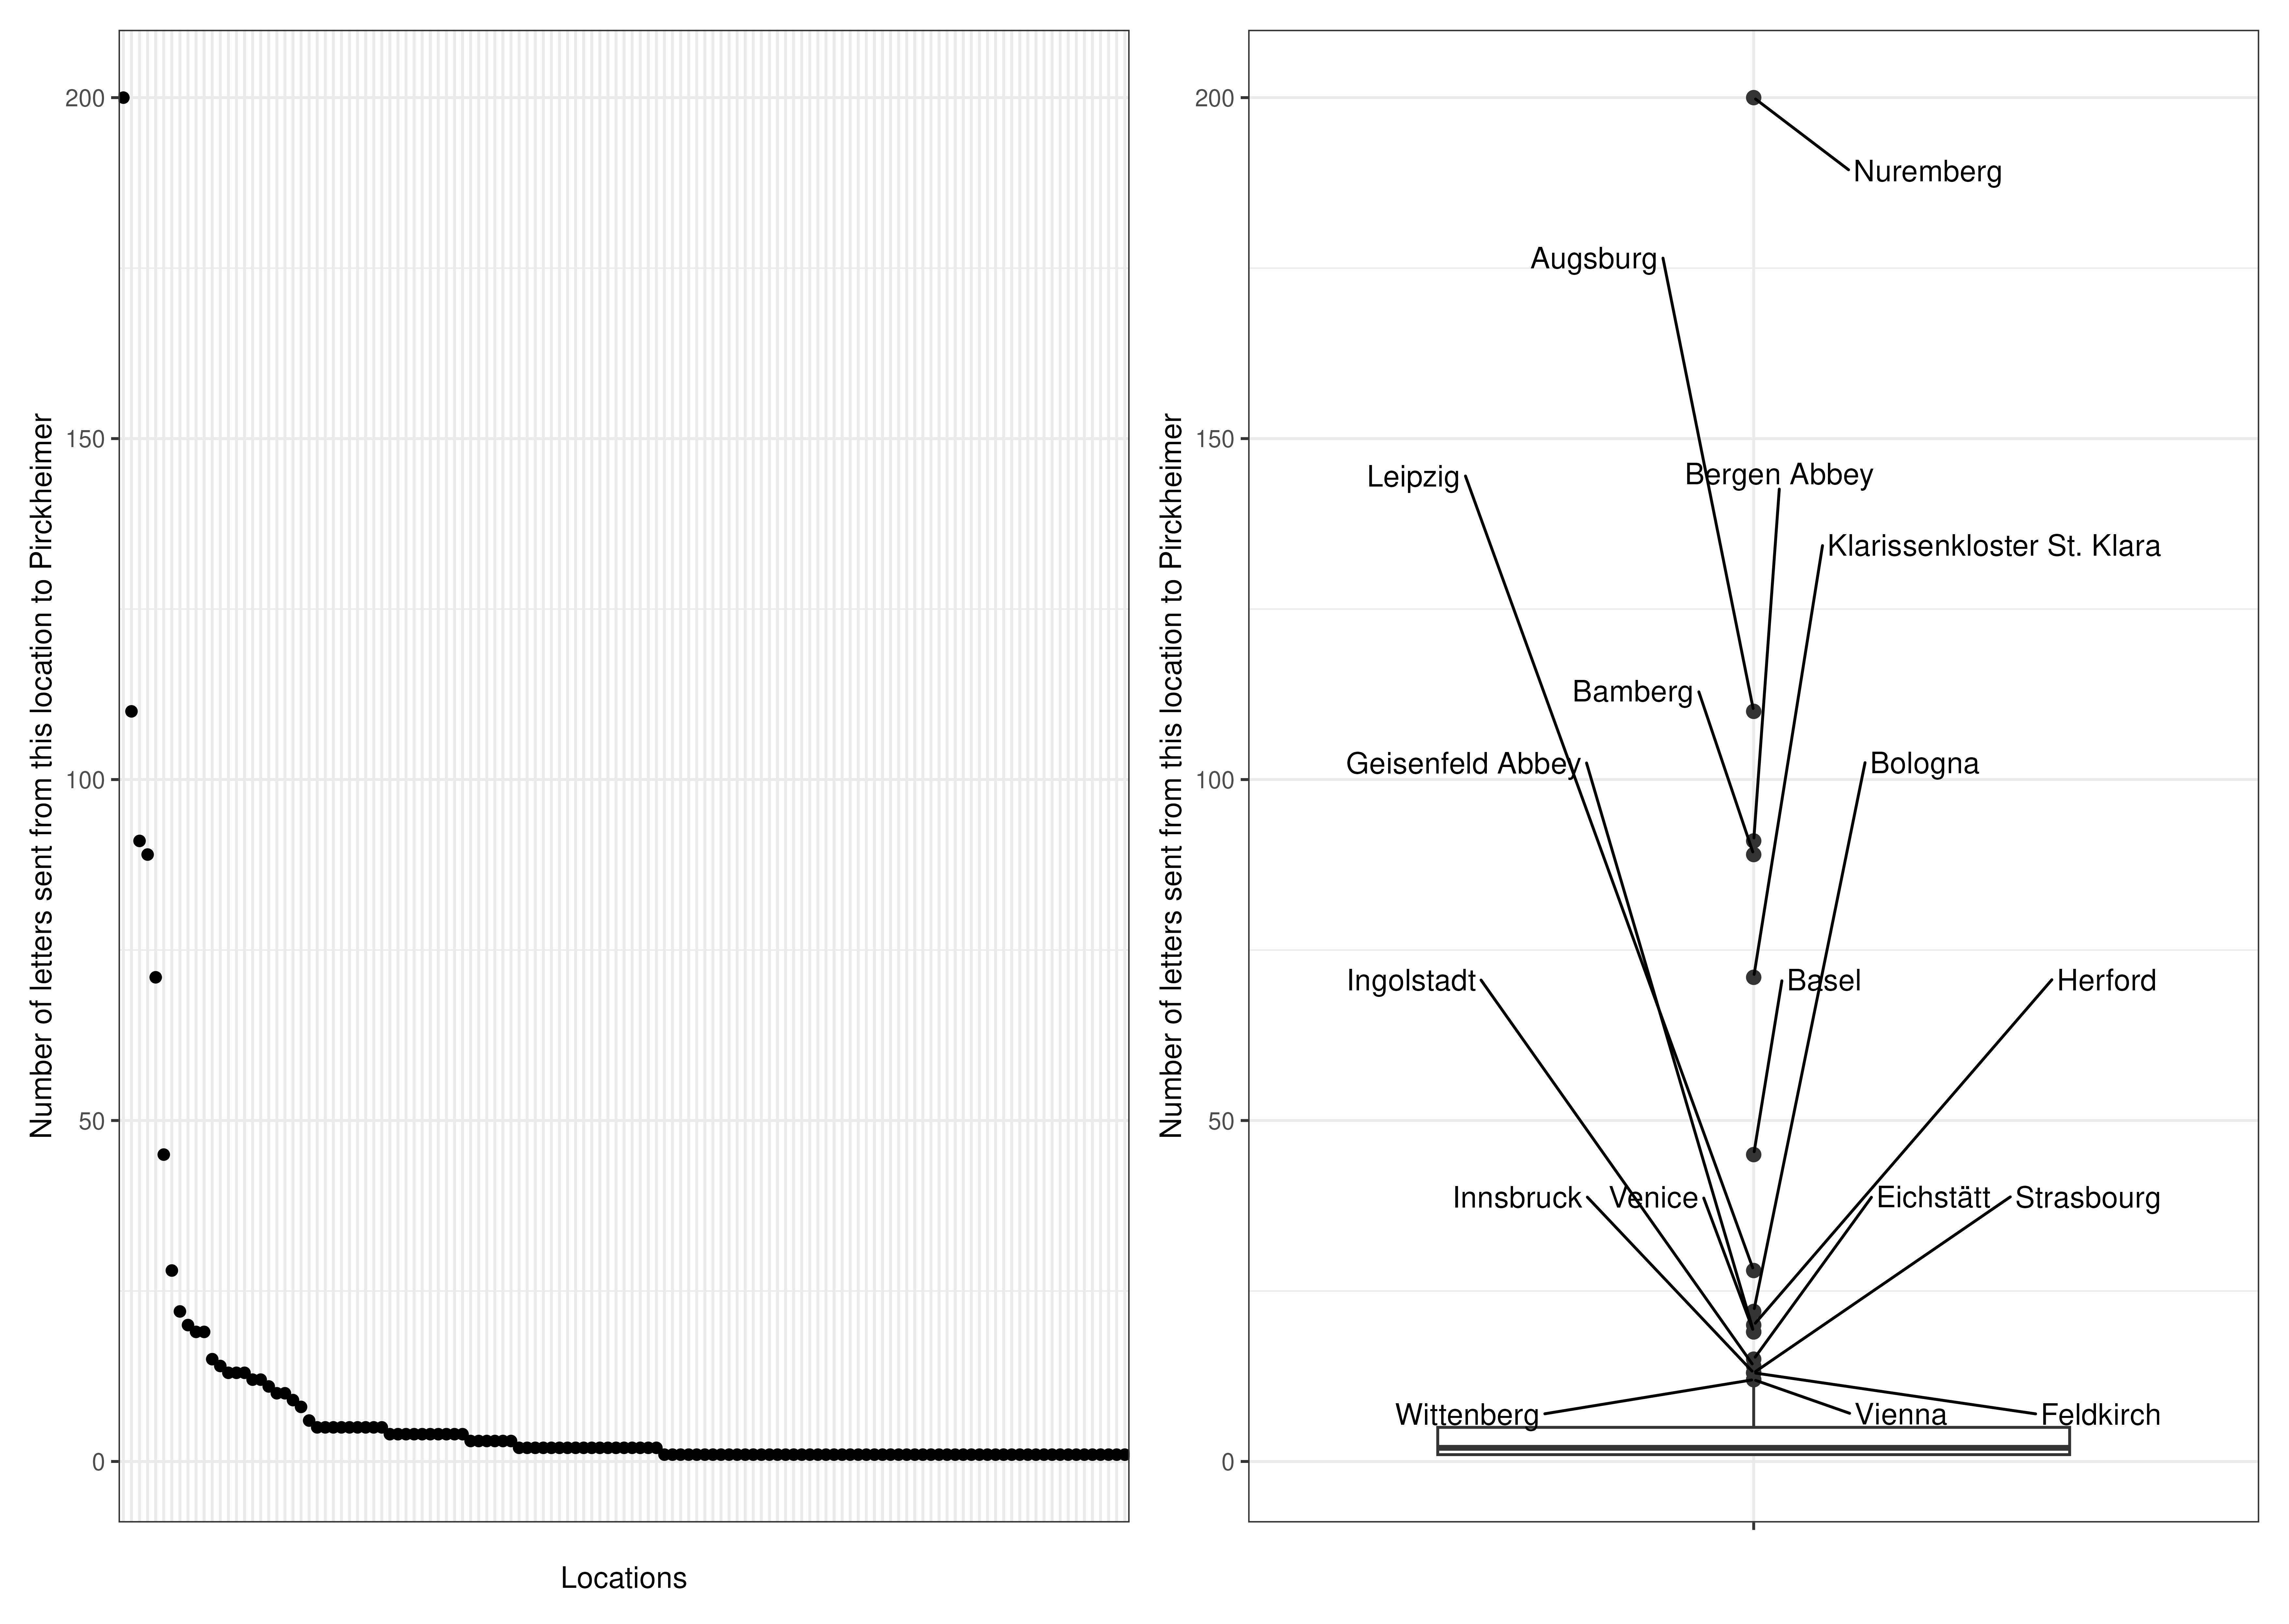 Number of letters sent from this location to Pirckheimer
200
150
100
50
0
Locations
Number of letters sent from this location to Pirckheimer
200
150
100
50
0
Nuremberg
Augsburg
Leipzig
Bergen Abbey
Klarissenkloster St. Klara
Bamberg
Geisenfeld Abbey
Bologna
Ingolstadt
Basel
Herford
Innsbruck
Venice
Eichstätt
Strasbourg
Wittenberg
Vienna
Feldkirch